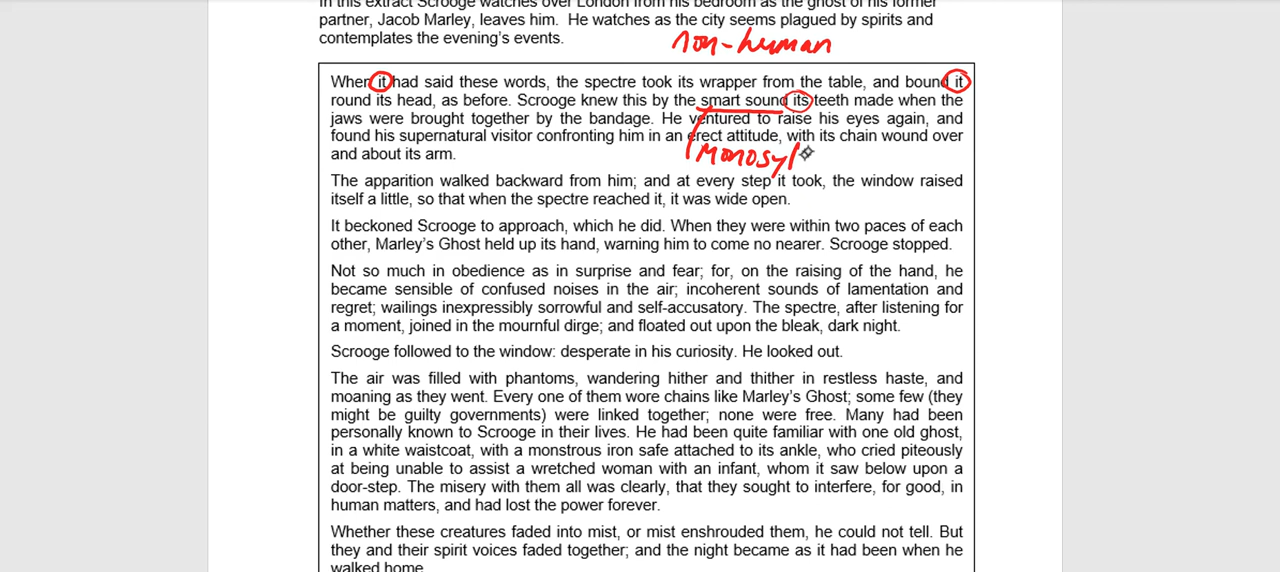 In this extract Scrooge watches over London from his bedroom as the ghost of his former
partner, Jacob Marley, leaves him. He watches as the city seems plagued by spirits and
contemplates the evening's events.
non-human
When it had said these words, the spectre took its wrapper from the table, and bound it
round its head, as before. Scrooge knew this by the smart sound its teeth made when the
jaws were brought together by the bandage. He ventured to raise his eyes again, and
found his supernatural visitor confronting him in an erect attitude, with its chain wound over
and about its arm.
Monosyl
The apparition walked backward from him; and at every step it took, the window raised
itself a little, so that when the spectre reached it, it was wide open.
It beckoned Scrooge to approach, which he did. When they were within two paces of each
other, Marley's Ghost held up its hand, warning him to come no nearer. Scrooge stopped.
Not so much in obedience as in surprise and fear; for, on the raising of the hand, he
became sensible of confused noises in the air; incoherent sounds of lamentation and
regret; wailings inexpressibly sorrowful and self-accusatory. The spectre, after listening for
a moment, joined in the mournful dirge; and floated out upon the bleak, dark night.
Scrooge followed to the window: desperate in his curiosity. He looked out.
The air was filled with phantoms, wandering hither and thither in restless haste, and
moaning as they went. Every one of them wore chains like Marley's Ghost; some few (they
might be guilty governments) were linked together; none were free. Many had been
personally known to Scrooge in their lives. He had been quite familiar with one old ghost,
in a white waistcoat, with a monstrous iron safe attached to its ankle, who cried piteously
at being unable to assist a wretched woman with an infant, whom it saw below upon a
door-step. The misery with them all was clearly, that they sought to interfere, for good, in
human matters, and had lost the power forever.
Whether these creatures faded into mist, or mist enshrouded them, he could not tell. But
they and their spirit voices faded together; and the night became as it had been when he
walked home